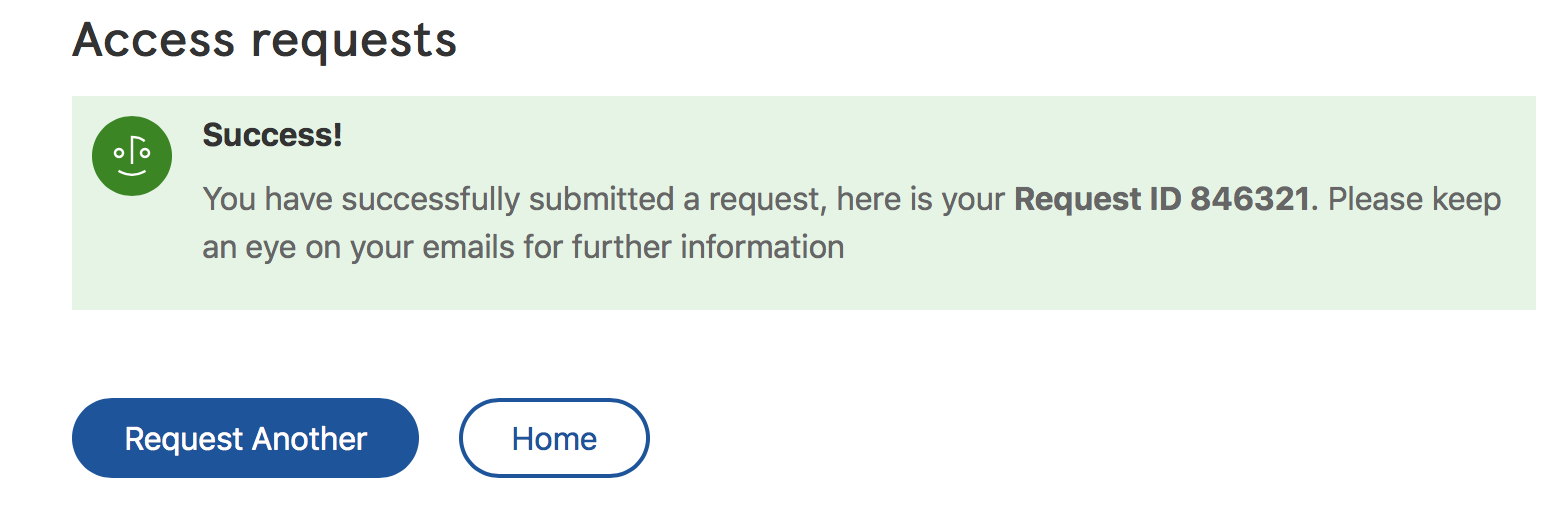 Access requests
Success!
You have successfully submitted a request, here is your Request ID 846321. Please keep
an eye on your emails for further information
Request Another
Home